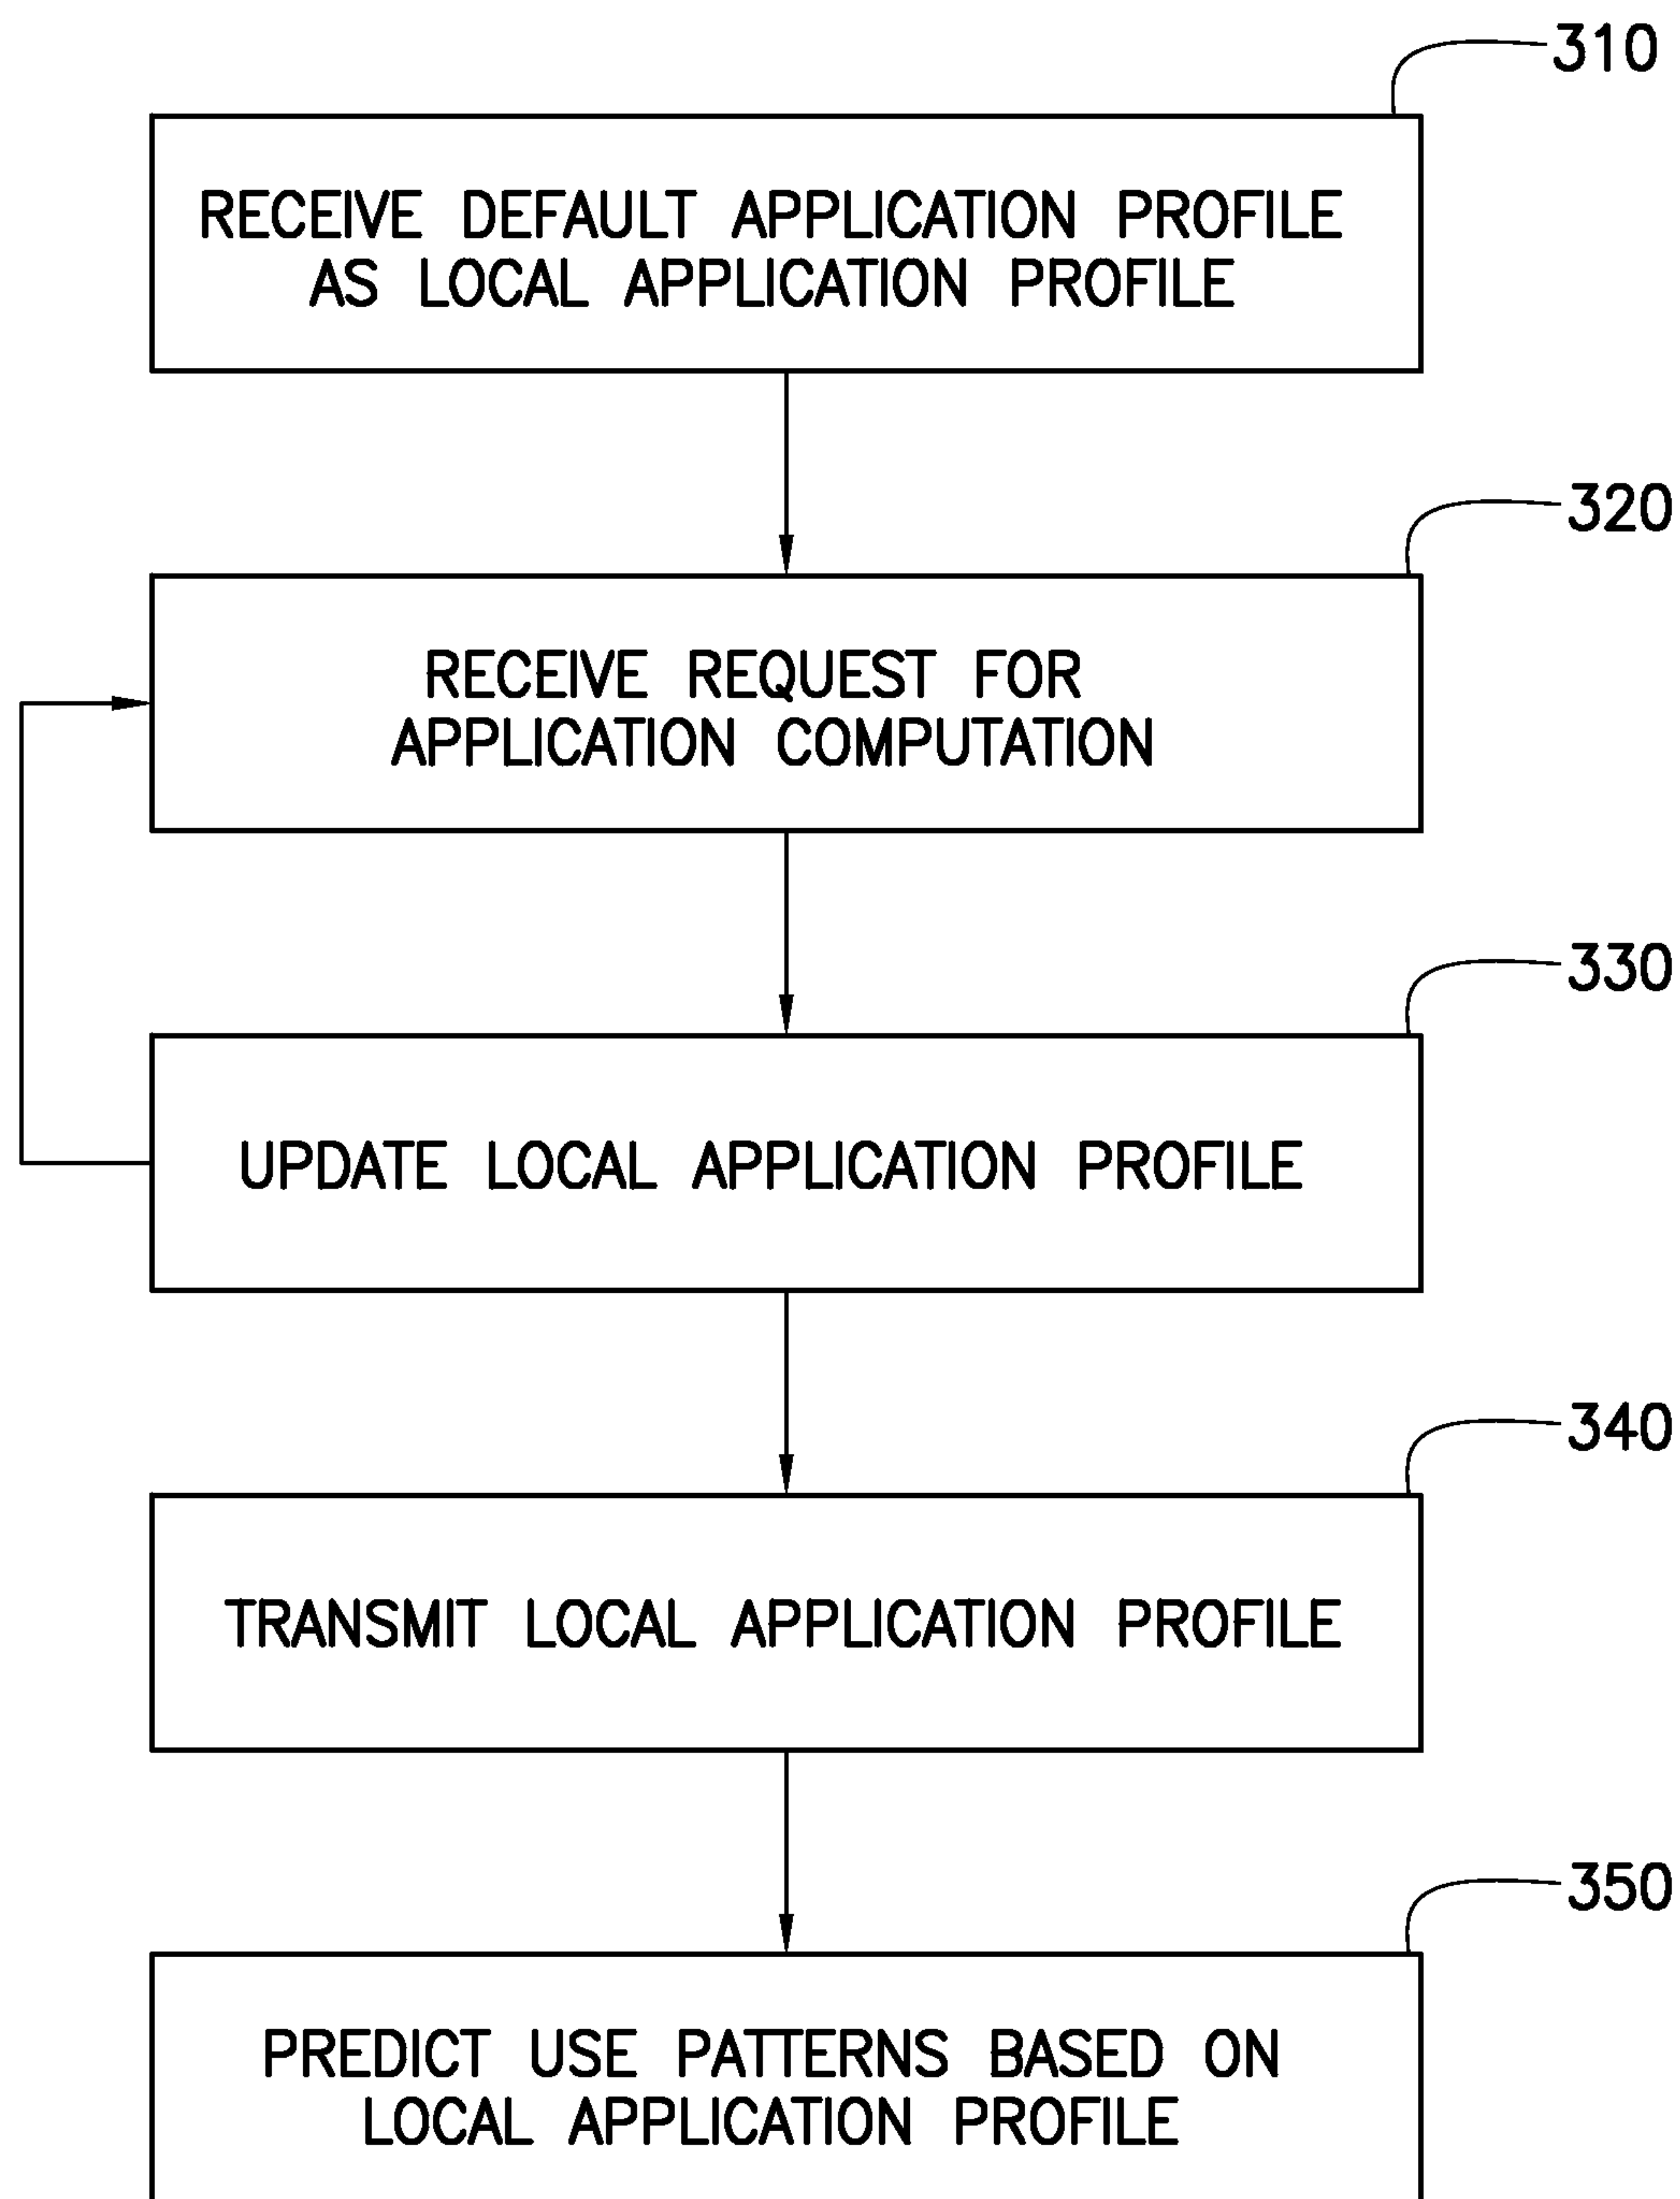 310
RECEIVE DEFAULT APPLICATION PROFILE
AS LOCAL APPLICATION PROFILE
320
RECEIVE REQUEST FOR
APPLICATION COMPUTATION
330
UPDATE LOCAL APPLICATION PROFILE
340
TRANSMIT LOCAL APPLICATION PROFILE
350
PREDICT USE PATTERNS BASED ON
LOCAL APPLICATION PROFILE